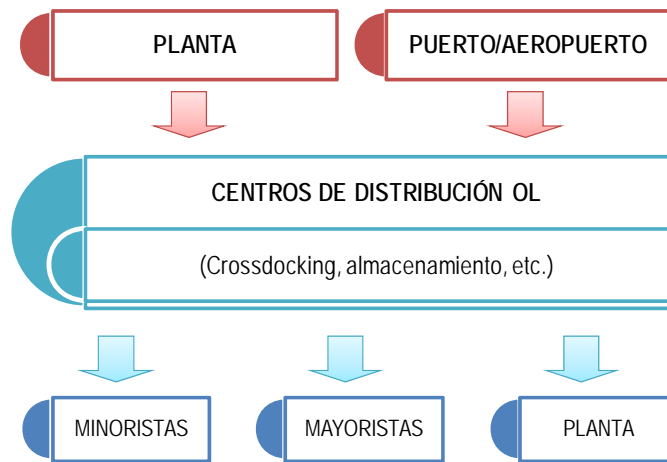 PLANTA
PUERTO/AEROPUERTO
CENTROS DE DISTRIBUCIÓN OL
(Crossdocking, almacenamiento, etc.)
MINORISTAS
MAYORISTAS
PLANTA